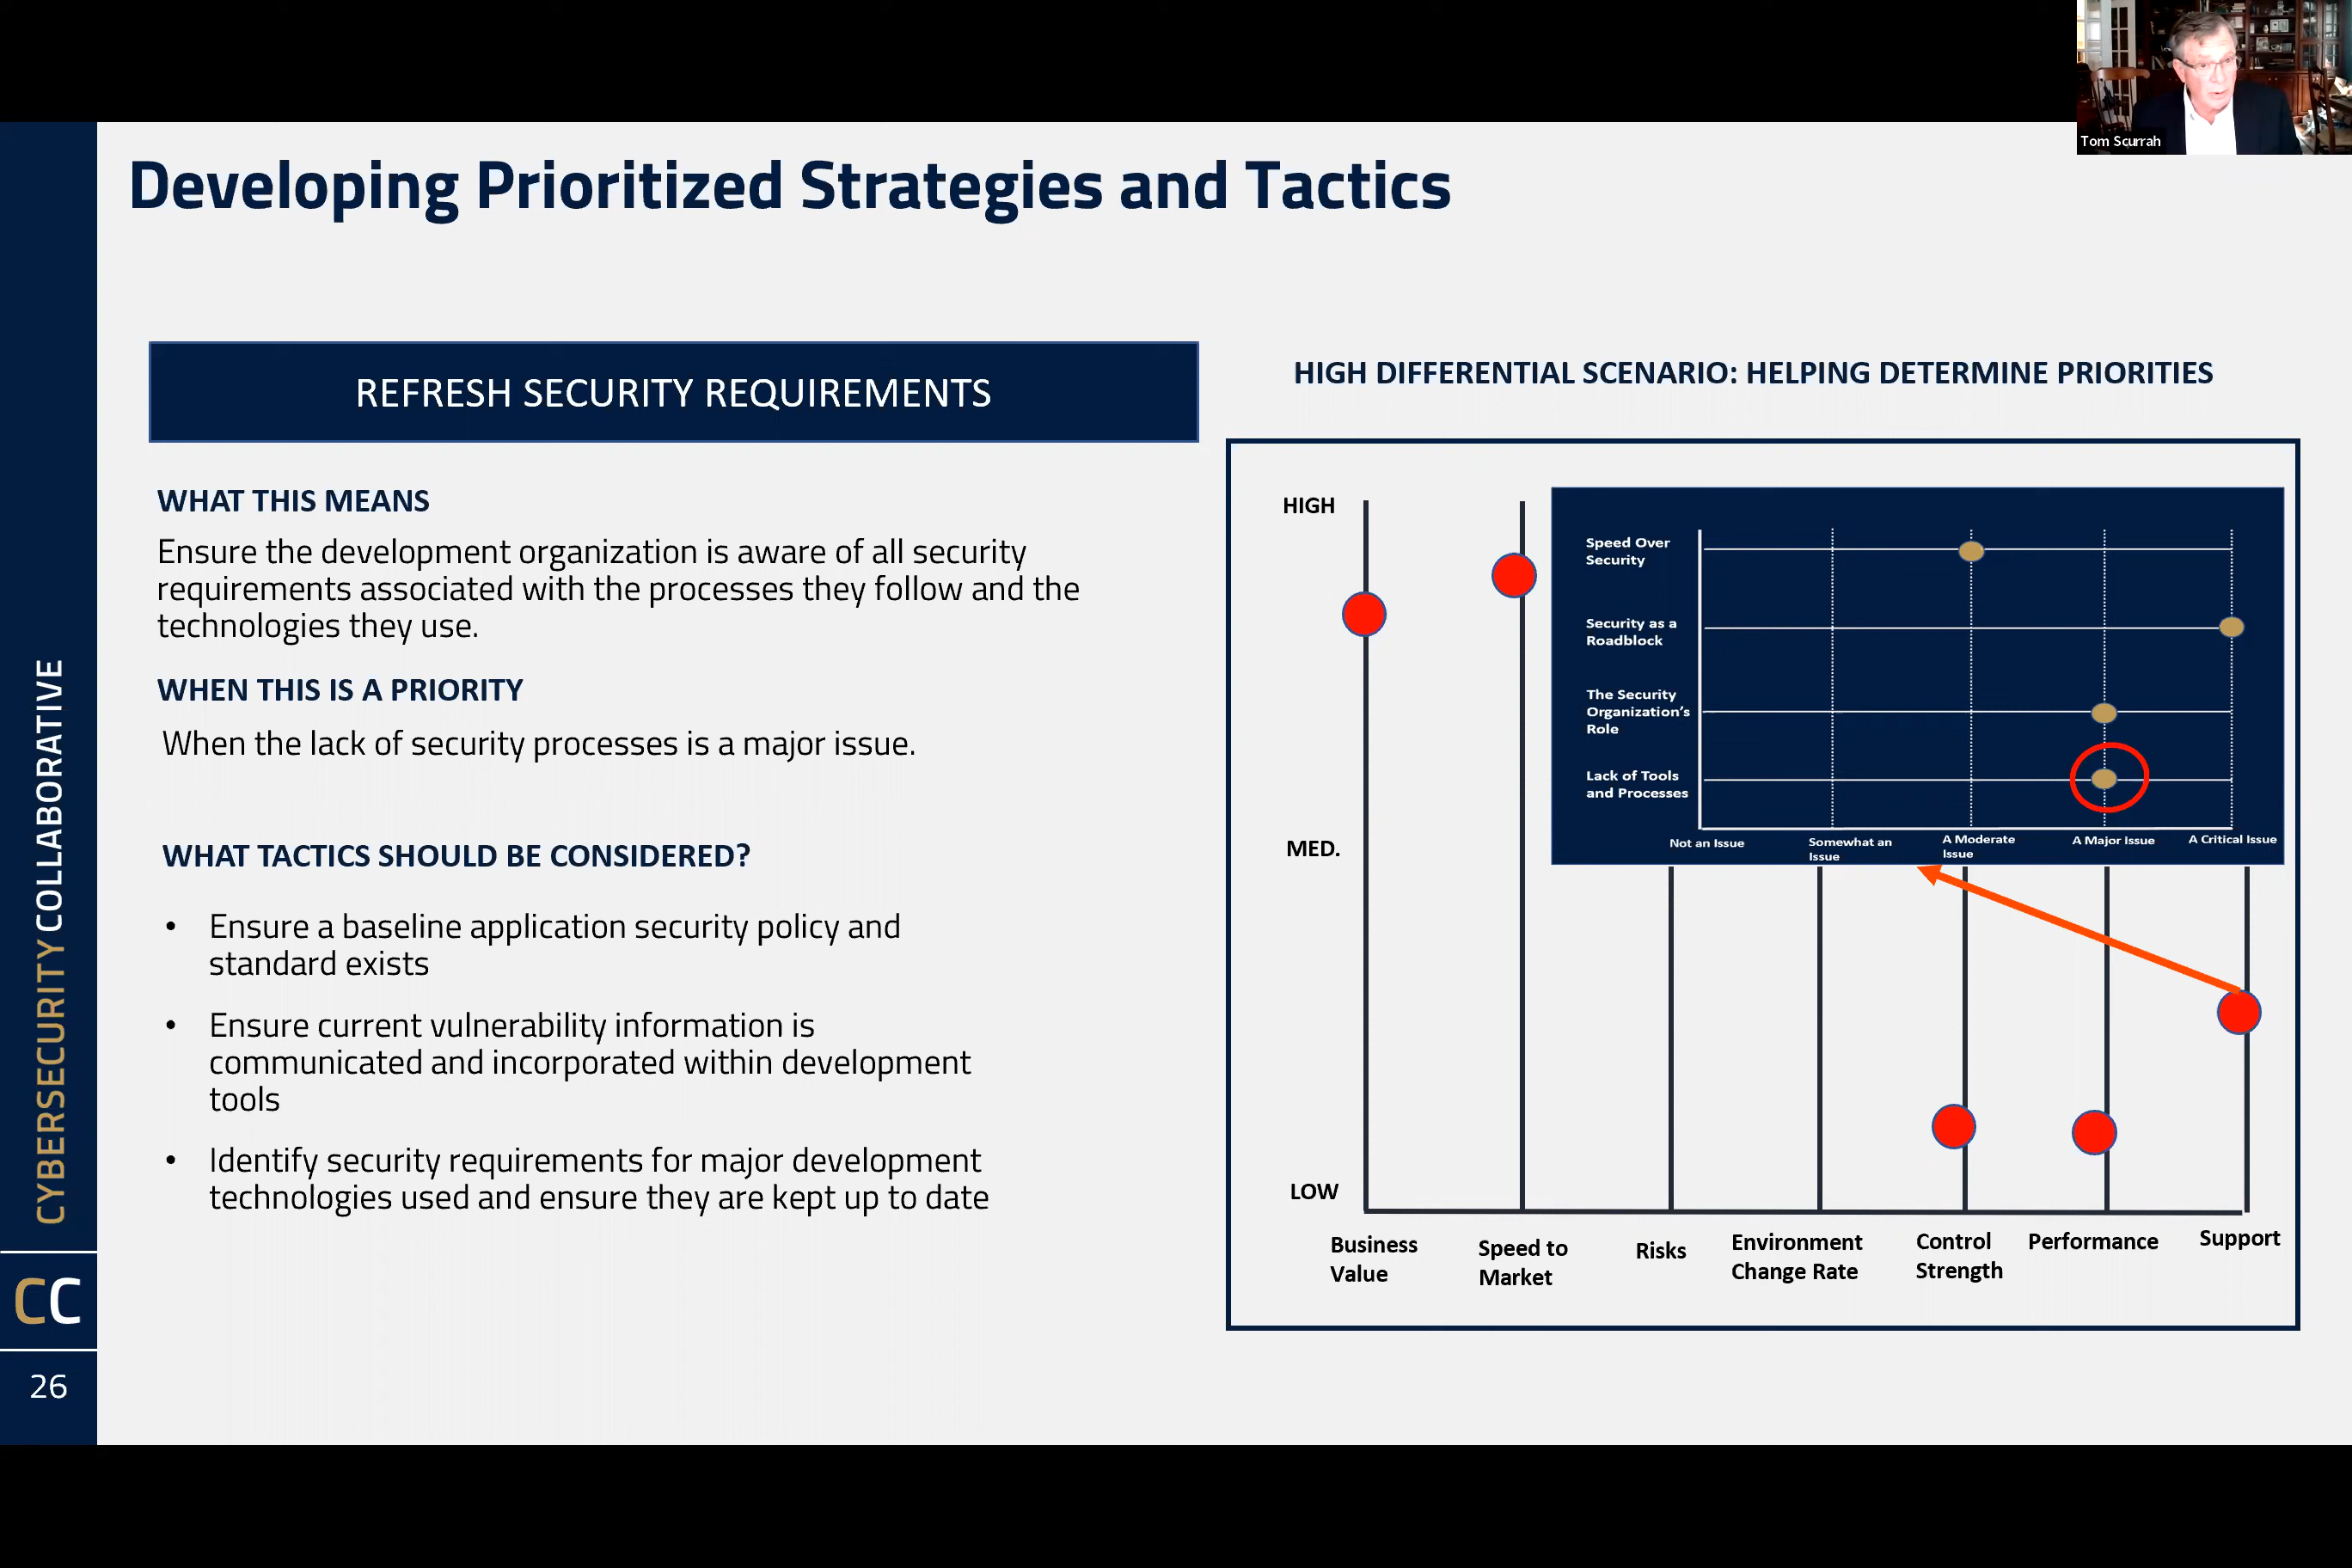 Tom Scurrah
Developing Prioritized Strategies and Tactics
REFRESH SECURITY REQUIREMENTS
WHAT THIS MEANS
Ensure the development organization is aware of all security
requirements associated with the processes they follow and the
technologies they use.
WHEN THIS IS A PRIORITY
When the lack of security processes is a major issue.
WHAT TACTICS SHOULD BE CONSIDERED?
• Ensure a baseline application security policy and
standard exists
• Ensure current vulnerability information is
communicated and incorporated within development
tools
• Identify security requirements for major development
technologies used and ensure they are kept up to date
HIGH DIFFERENTIAL SCENARIO: HELPING DETERMINE PRIORITIES
HIGH
MED.
LOW
Speed Over
Security
Security as a
Roadblock
The Security
Organization's
Role
Lack of Tools
and Processes
Not an Issue
Somewhat an
Issue
A Moderate
Issue
A Major Issue
A Critical Issue
Business
Value
Speed to
Market
Risks
Environment
Change Rate
Control
Strength
Performance
Support
CYBERSECURITY COLLABORATIVE
CC
26